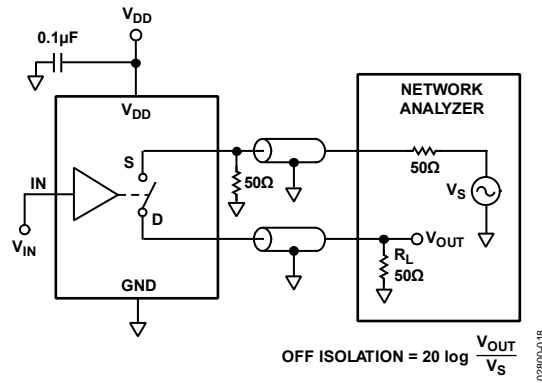 VDD
0.1µF
VDD
NETWORK
ANALYZER
S
50Ω
50Ω
VS
IN
D
VIN
VOUT
RL
50Ω
GND
OFF ISOLATION = 20 log VOUT
VS
02800-018